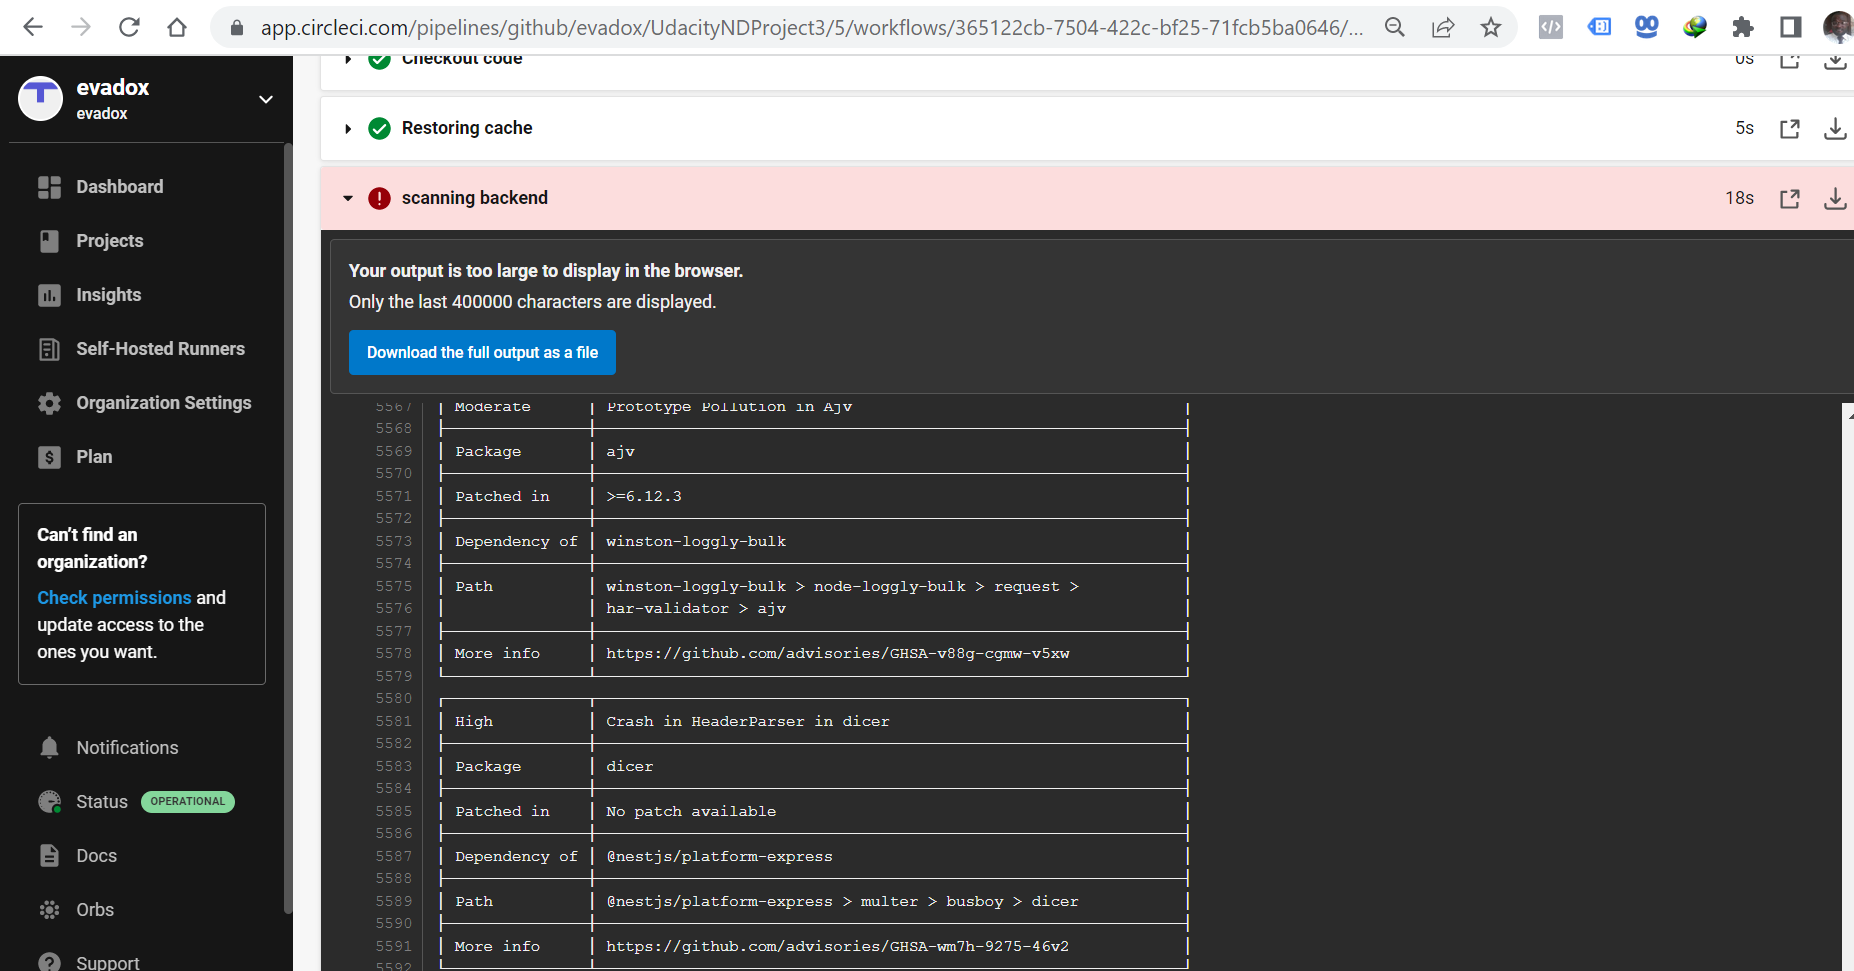 app.circleci.com/pipelines/github/evadox/UdacityNDProject3/5/workflows/365122cb-7504-422c-bf25-71fcb5ba0646/...
T
evadox
evadox
Dashboard
Projects
Insights
Self-Hosted Runners
Organization Settings
Plan
Can't find an
organization?
Check permissions and
update access to the
ones you want.
Notifications
Status OPERATIONAL
Docs
Orbs
Support
Checkout code 0s
Restoring cache 5s
scanning backend 18s
Your output is too large to display in the browser.
Only the last 400000 characters are displayed.
Download the full output as a file
5567 | Moderate | Prototype Pollution in Ajv |
5568
5569 | Package | ajv |
5570
5571 | Patched in | >=6.12.3 |
5572
5573 | Dependency of | winston-loggly-bulk |
5574
5575 | Path | winston-loggly-bulk > node-loggly-bulk > request > |
5576 | | har-validator > ajv |
5577
5578 | More info | https://github.com/advisories/GHSA-v88g-cgmw-v5xw |
5579
5580
5581 | High | Crash in HeaderParser in dicer |
5582
5583 | Package | dicer |
5584
5585 | Patched in | No patch available |
5586
5587 | Dependency of | @nestjs/platform-express |
5588
5589 | Path | @nestjs/platform-express > multer > busboy > dicer |
5590
5591 | More info | https://github.com/advisories/GHSA-wm7h-9275-46v2 |
5592